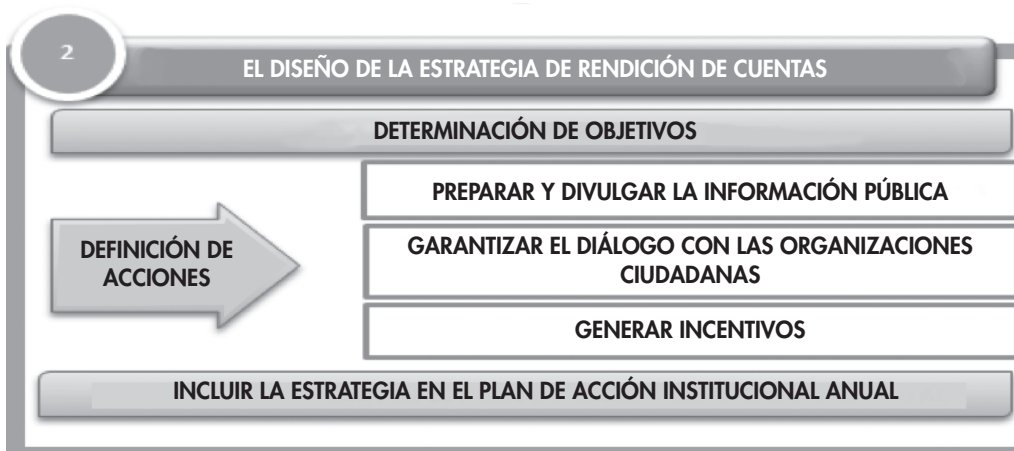 2
EL DISEÑO DE LA ESTRATEGIA DE RENDICIÓN DE CUENTAS
DETERMINACIÓN DE OBJETIVOS
DEFINICIÓN DE
ACCIONES
PREPARAR Y DIVULGAR LA INFORMACIÓN PÚBLICA
GARANTIZAR EL DIÁLOGO CON LAS ORGANIZACIONES
CIUDADANAS
GENERAR INCENTIVOS
INCLUIR LA ESTRATEGIA EN EL PLAN DE ACCIÓN INSTITUCIONAL ANUAL